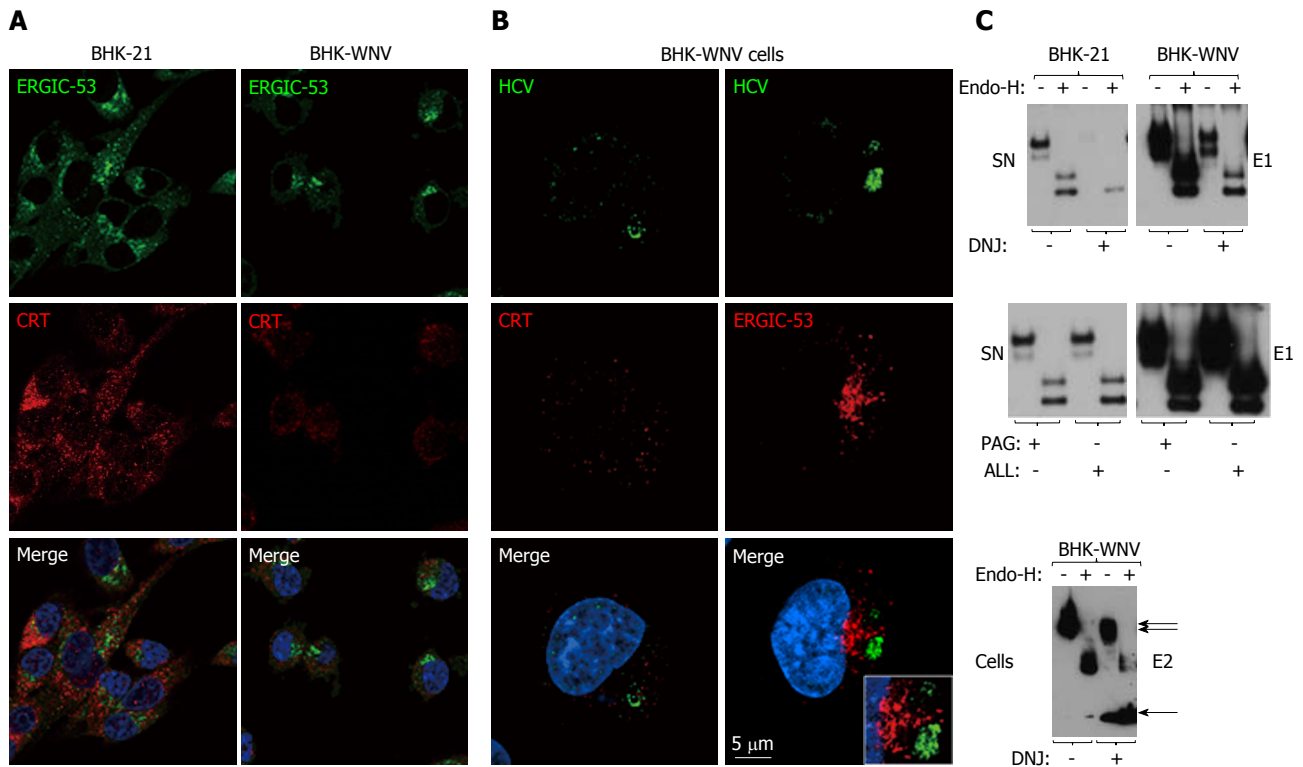 A
BHK-21 BHK-WNV
ERGIC-53 ERGIC-53
CRT CRT
Merge Merge
B
BHK-WNV cells
HCV HCV
CRT ERGIC-53
Merge Merge
5 μm
C
BHK-21 BHK-WNV
Endo-H: - + - + - + - +
SN E1
DNJ: - + - +
SN E1
PAG: + - + -
ALL: - + - +
BHK-WNV
Endo-H: - + - +
Cells E2
DNJ: - +